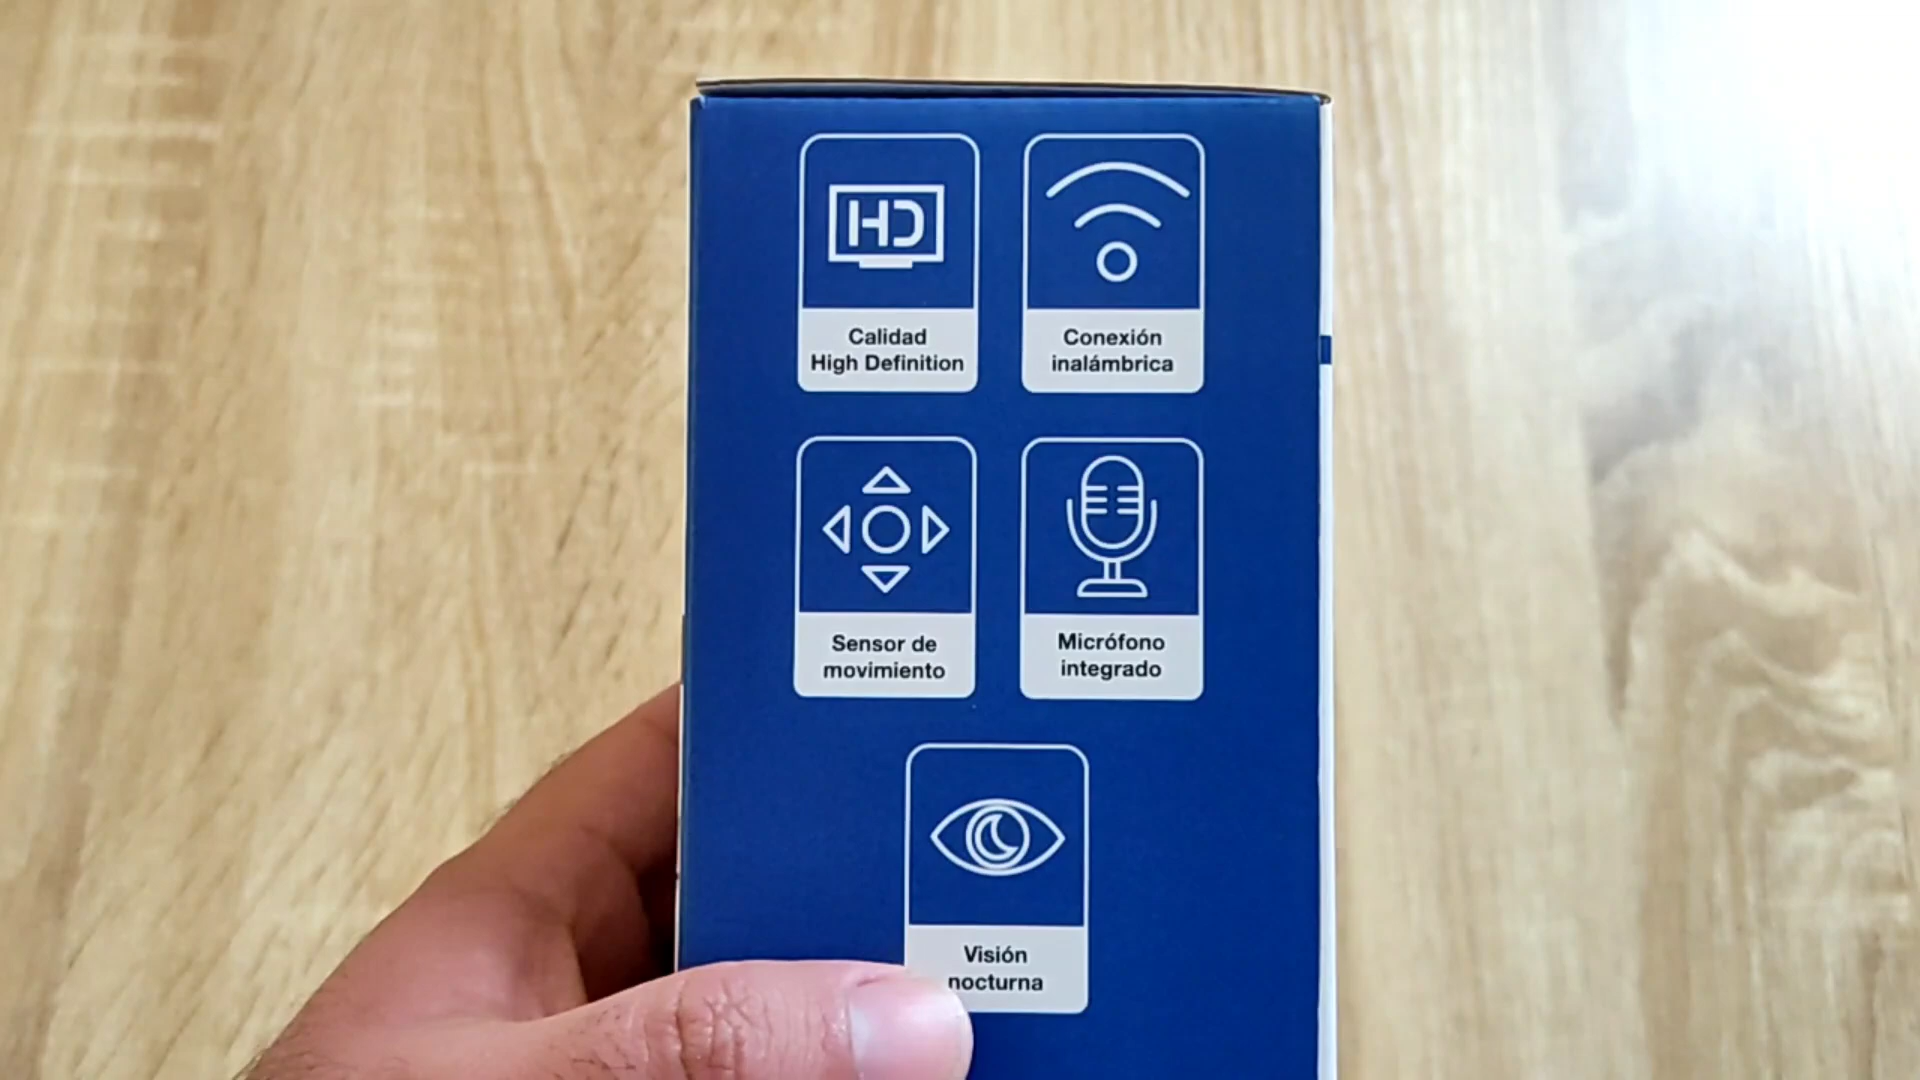 HD
Calidad
High Definition
Conexión
inalámbrica
Sensor de
movimiento
Micrófono
integrado
Visión
nocturna